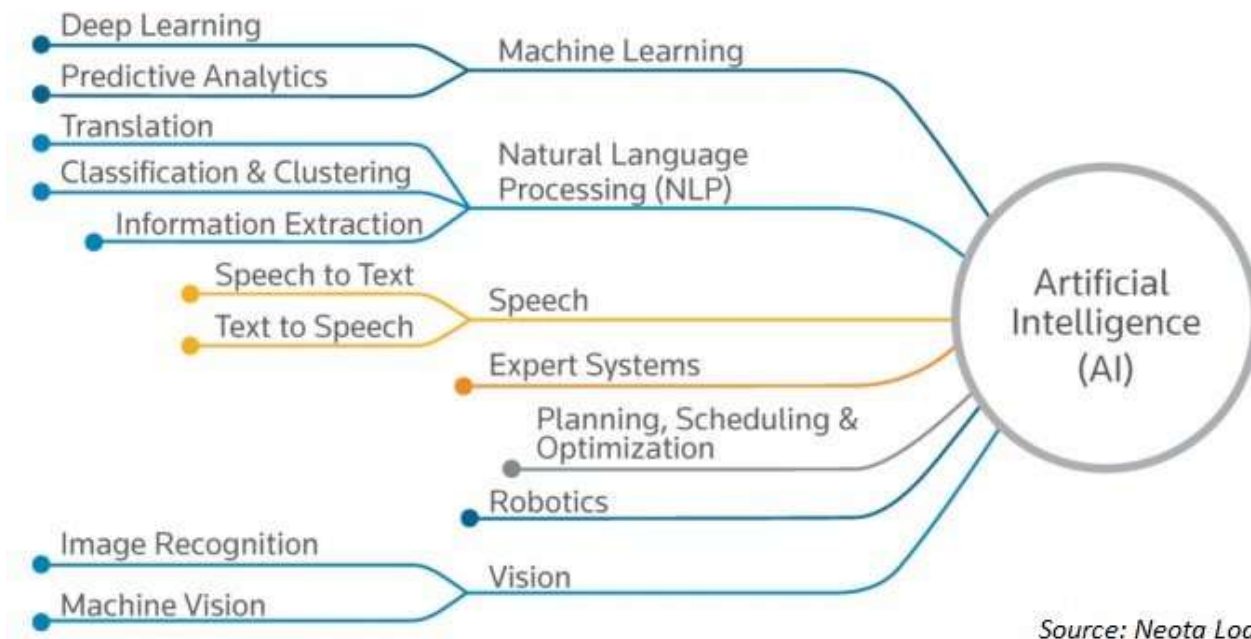 Deep Learning
Machine Learning
Predictive Analytics
Translation
Natural Language
Processing (NLP)
Classification & Clustering
Information Extraction
Speech to Text
Speech
Text to Speech
Expert Systems
Planning, Scheduling &
Optimization
Robotics
Image Recognition
Vision
Machine Vision
Artificial
Intelligence
(AI)
Source: Neota